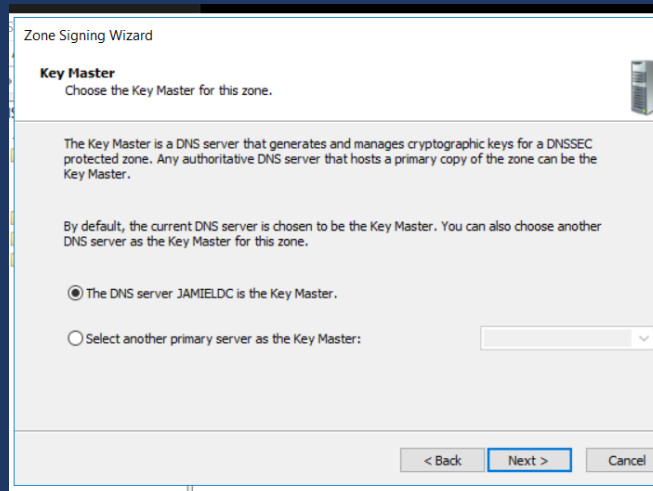 Zone Signing Wizard
Key Master
Choose the Key Master for this zone.
The Key Master is a DNS server that generates and manages cryptographic keys for a DNSSEC
protected zone. Any authoritative DNS server that hosts a primary copy of the zone can be the
Key Master.
By default, the current DNS server is chosen to be the Key Master. You can also choose another
DNS server as the Key Master for this zone.
The DNS server JAMIELDC is the Key Master.
Select another primary server as the Key Master:
< Back
Next >
Cancel